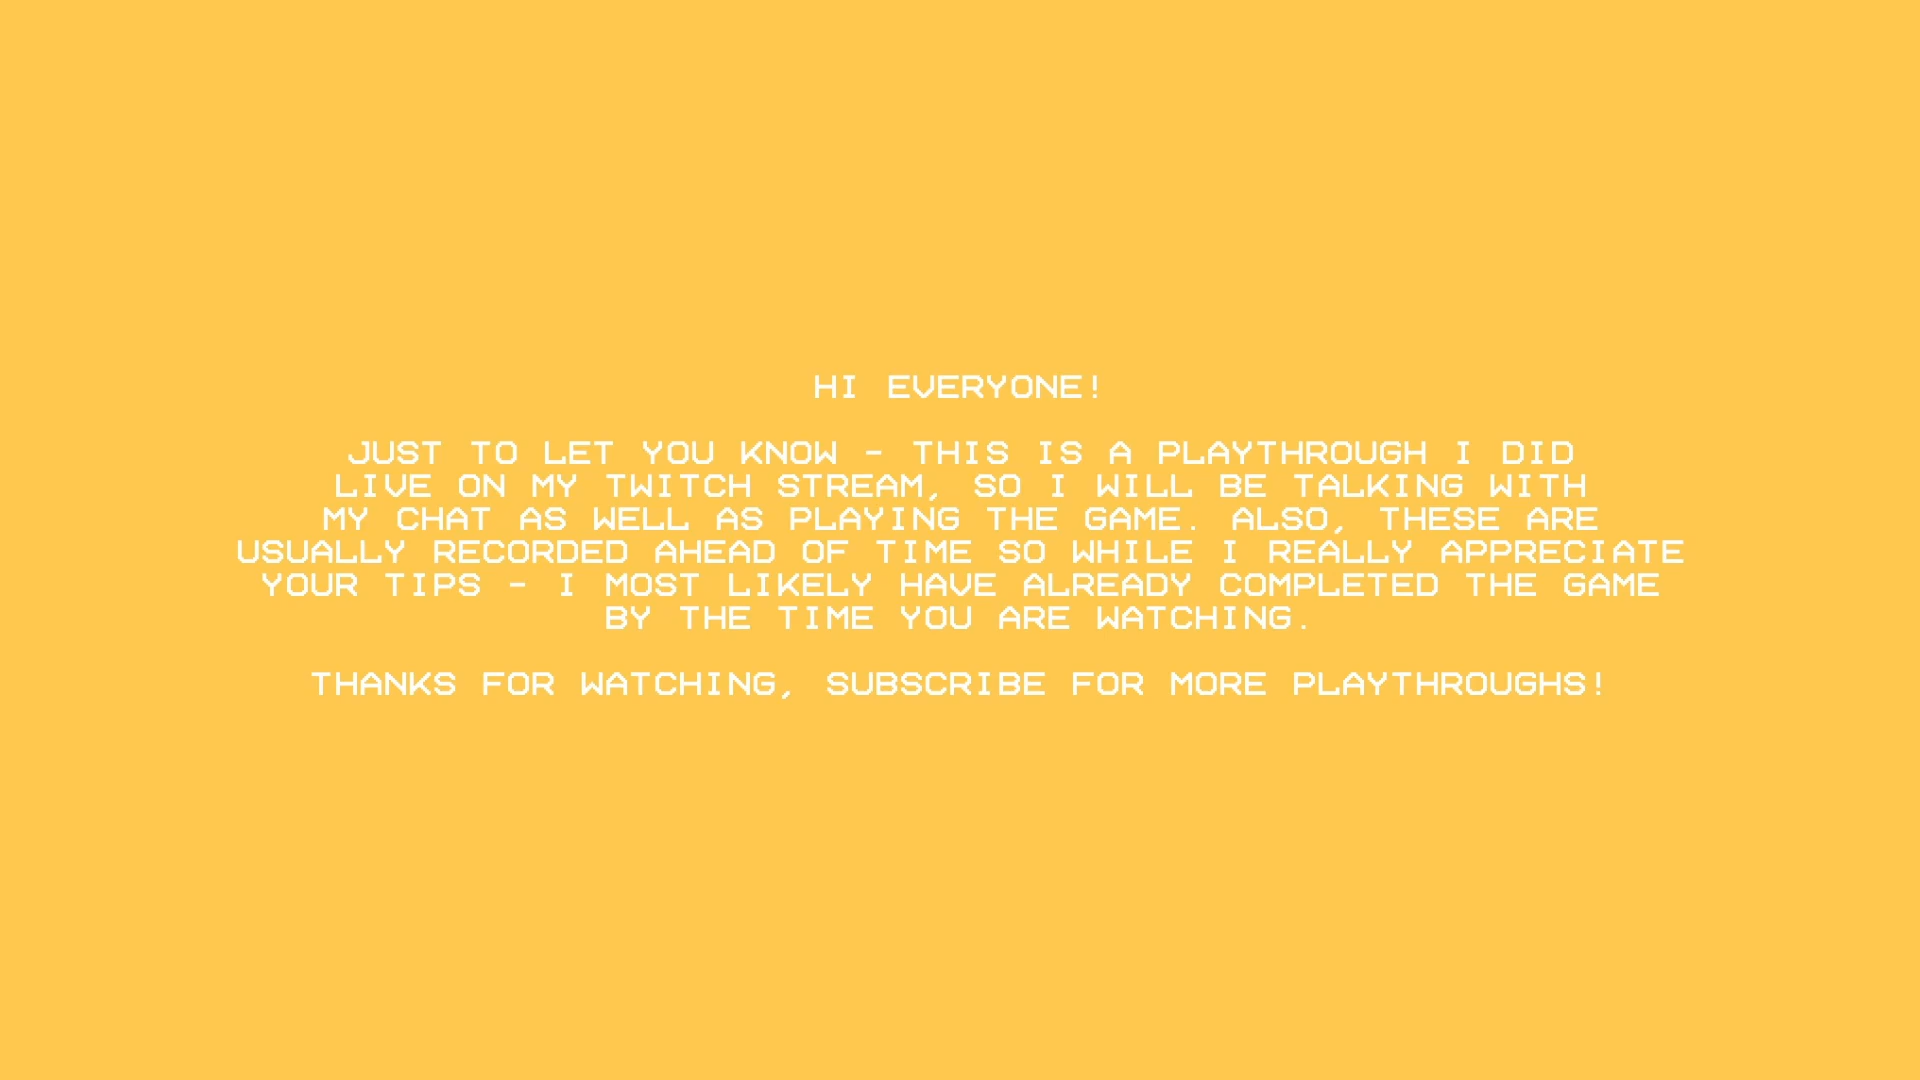 HI EVERYONE!
JUST TO LET YOU KNOW - THIS IS A PLAYTHROUGH I DID
LIVE ON MY TWITCH STREAM, SO I WILL BE TALKING WITH
MY CHAT AS WELL AS PLAYING THE GAME. ALSO, THESE ARE
USUALLY RECORDED AHEAD OF TIME SO WHILE I REALLY APPRECIATE
YOUR TIPS - I MOST LIKELY HAVE ALREADY COMPLETED THE GAME
BY THE TIME YOU ARE WATCHING.
THANKS FOR WATCHING, SUBSCRIBE FOR MORE PLAYTHROUGHS!